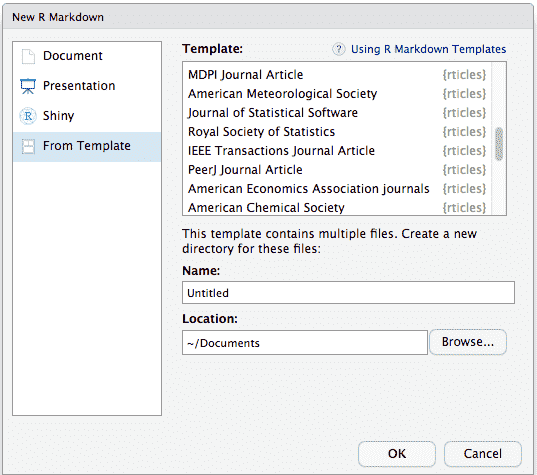 New R Markdown
Document
Presentation
R Shiny
From Template
Template:
? Using R Markdown Templates
MDPI Journal Article {rticles}
American Meteorological Society {rticles}
Journal of Statistical Software {rticles}
Royal Society of Statistics {rticles}
IEEE Transactions Journal Article {rticles}
PeerJ Journal Article {rticles}
American Economics Association journals {rticles}
American Chemical Society {rticles}
This template contains multiple files. Create a new
directory for these files:
Name:
Untitled
Location:
~/Documents
Browse...
OK
Cancel